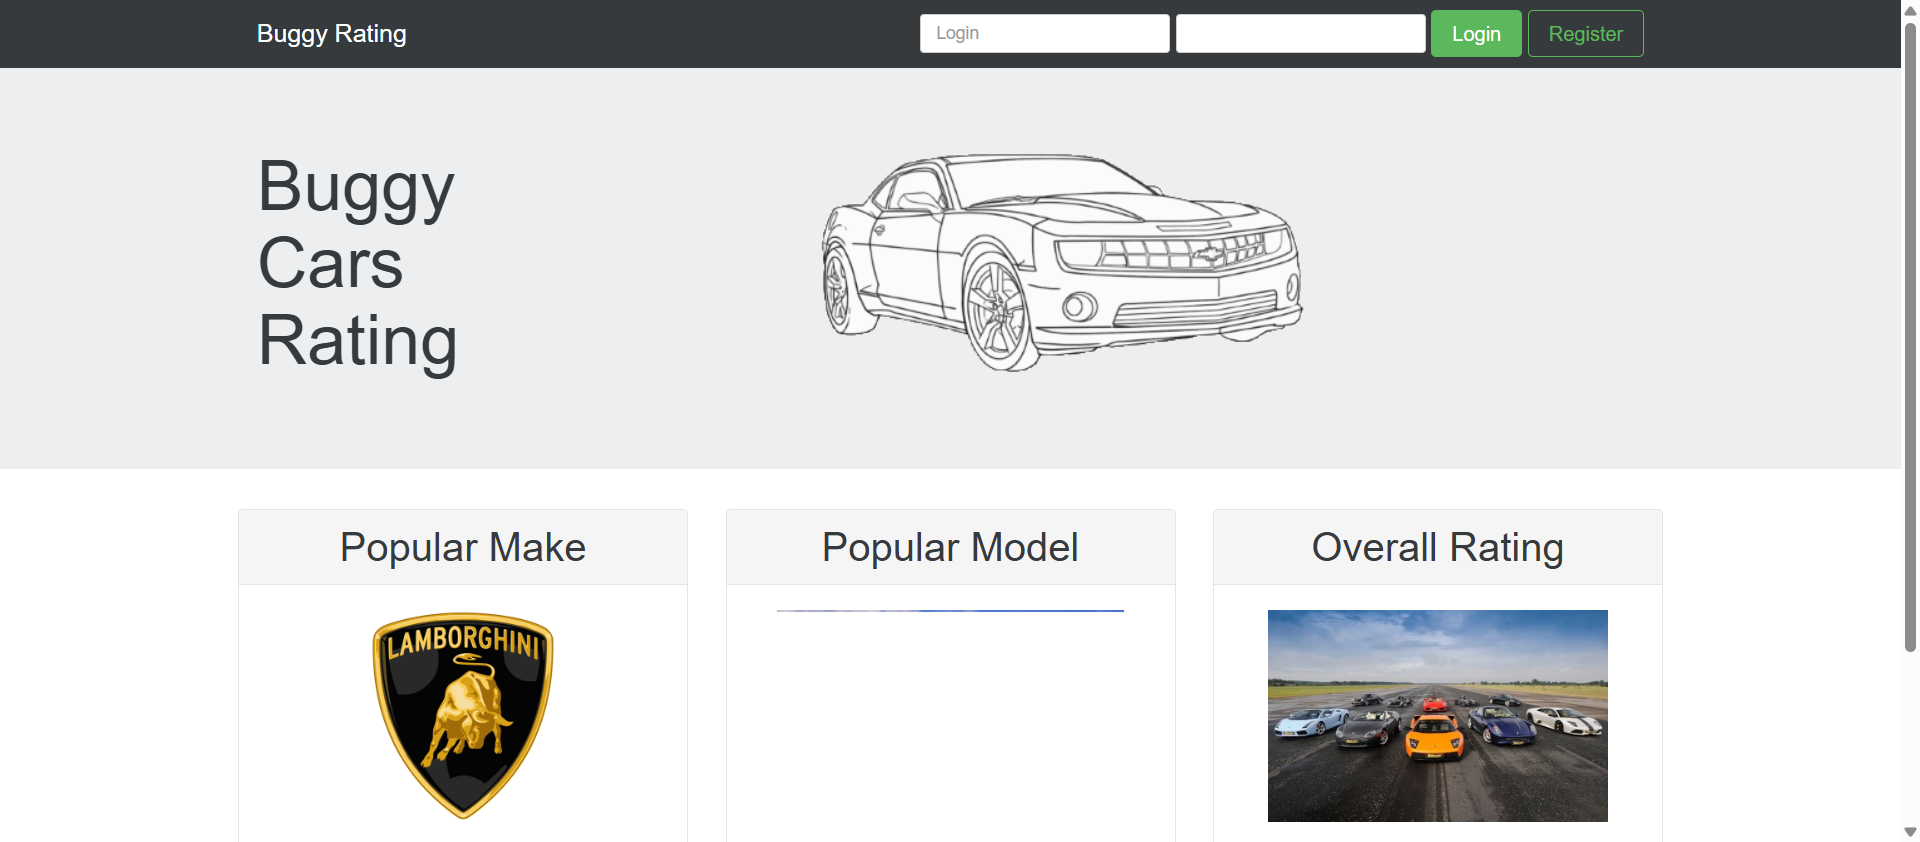 Buggy Rating
Login
Login
Register
Buggy
Cars
Rating
Popular Make
Popular Model
Overall Rating
LAMBORGHINI